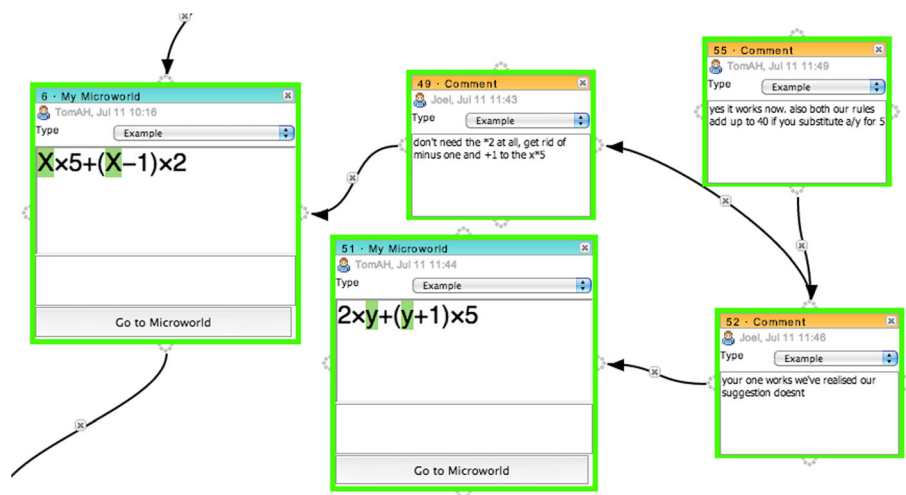 6 · My Microworld
TomAH, Jul 11 10:16
Type
Example
X×5+(X−1)×2
Go to Microworld
49 · Comment
Joel, Jul 11 11:43
Type
Example
don't need the *2 at all, get rid of
minus one and +1 to the x*5
55 · Comment
TomAH, Jul 11 11:49
Type
Example
yes it works now. also both our rules
add up to 40 if you substitute a/y for 5
51 · My Microworld
TomAH, Jul 11 11:44
Type
Example
2×y+(y+1)×5
Go to Microworld
52 · Comment
Joel, Jul 11 11:46
Type
Example
your one works we've realised our
suggestion doesnt